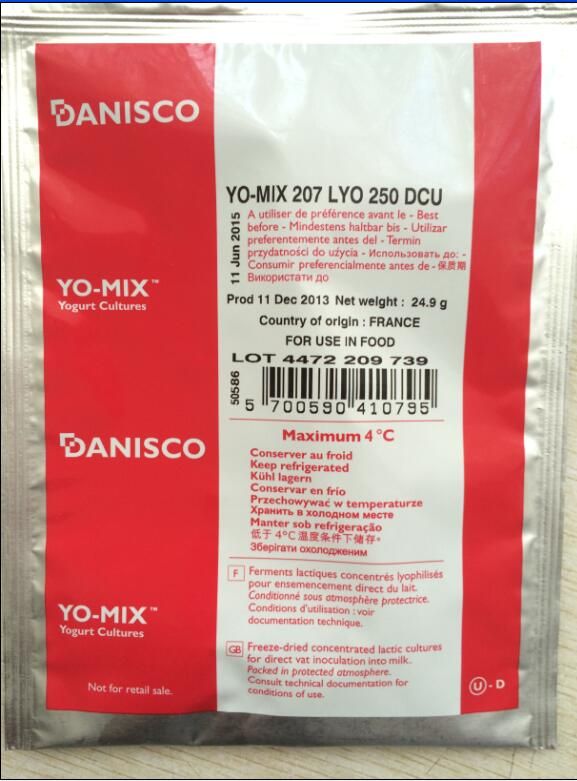 DANISCO
YO-MIX™
Yogurt Cultures
DANISCO
YO-MIX™
Yogurt Cultures
Not for retail sale.
YO-MIX 207 LYO 250 DCU
11 Jun 2015
A utiliser de préférence avant le - Best
before - Mindestens haltbar bis - Utilizar
preferentemente antes del - Termin
przydatności do użycia - Использовать до: -
Consumir preferencialmente antes de - 保质期
Використати до
Prod 11 Dec 2013 Net weight : 24.9 g
Country of origin : FRANCE
FOR USE IN FOOD
LOT 4472 209 739
50586
5 700590 410795
Maximum 4°C
Conserver au froid
Keep refrigerated
Kühl lagern
Conservar en frío
Przechowywać w temperaturze
Хранить в холодном месте
Manter sob refrigeração
低于 4°C 温度条件下储存。
Зберігати охолодженим
F Ferments lactiques concentrés lyophilisés
pour ensemencement direct du lait.
Conditionné sous atmosphère protectrice.
Conditions d'utilisation : voir
documentation technique.
GB Freeze-dried concentrated lactic cultures
for direct vat inoculation into milk.
Packed in protected atmosphere.
Consult technical documentation for
conditions of use.
U - D